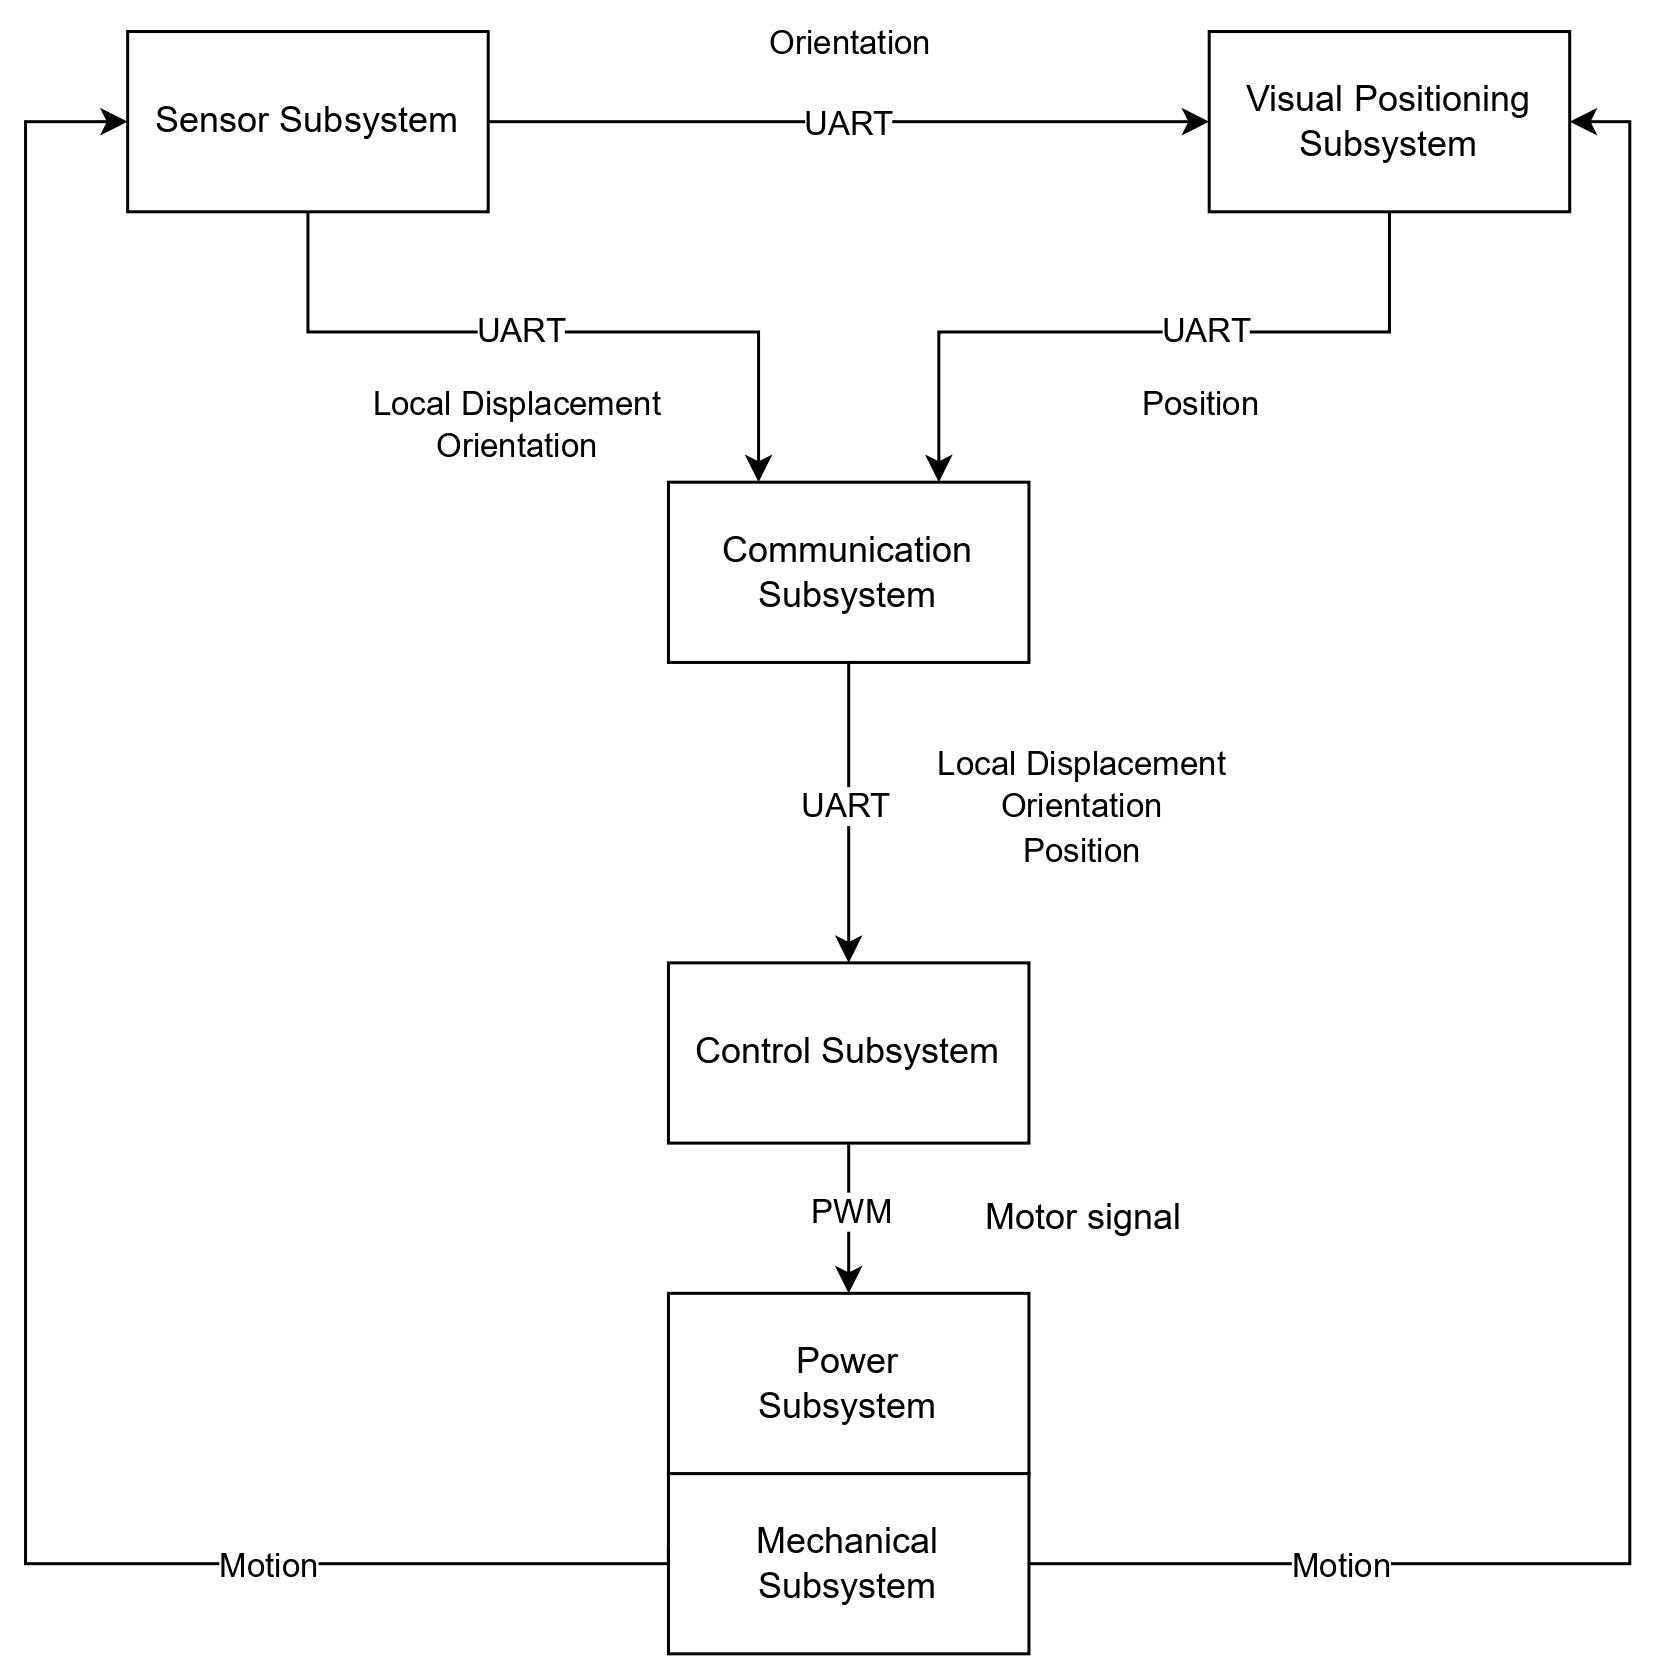 Orientation
Sensor Subsystem
UART
Visual Positioning
Subsystem
UART
UART
Local Displacement
Orientation
Position
Communication
Subsystem
Local Displacement
Orientation
Position
UART
Control Subsystem
PWM
Motor signal
Power
Subsystem
Mechanical
Subsystem
Motion
Motion